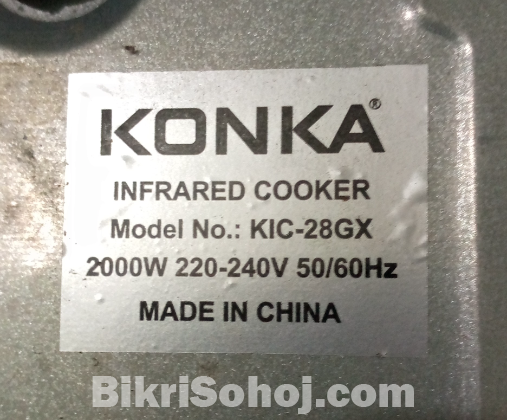 KONKA®
INFRARED COOKER
Model No.: KIC-28GX
2000W 220-240V 50/60Hz
MADE IN CHINA
BikriSohoj.com